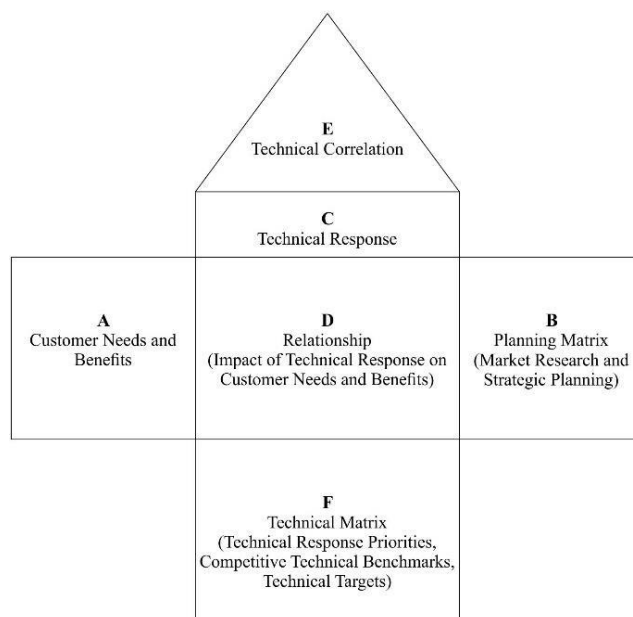 E
Technical Correlation
C
Technical Response
A
Customer Needs and
Benefits
D
Relationship
(Impact of Technical Response on
Customer Needs and Benefits)
B
Planning Matrix
(Market Research and
Strategic Planning)
F
Technical Matrix
(Technical Response Priorities,
Competitive Technical Benchmarks,
Technical Targets)